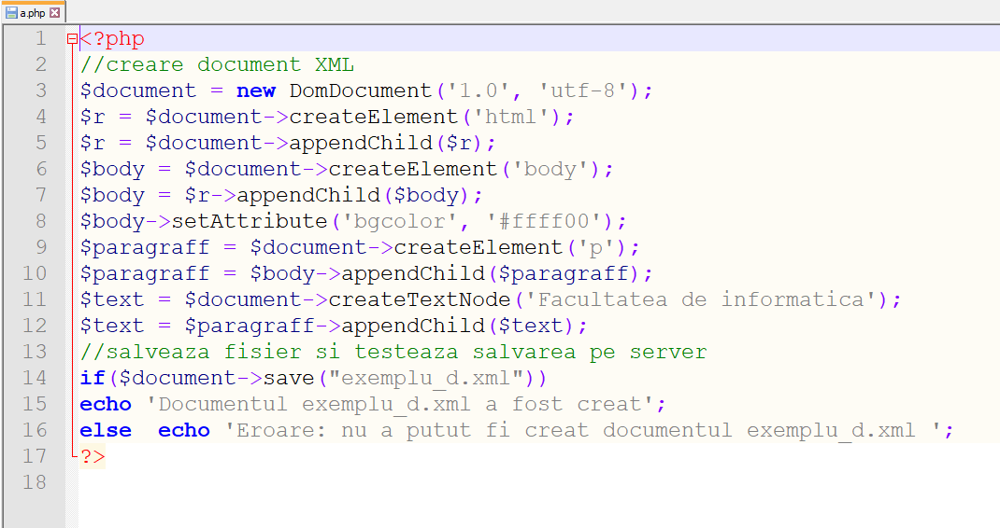 a.php
1 <?php
2 //creare document XML
3 $document = new DomDocument('1.0', 'utf-8');
4 $r = $document->createElement('html');
5 $r = $document->appendChild($r);
6 $body = $document->createElement('body');
7 $body = $r->appendChild($body);
8 $body->setAttribute('bgcolor', '#ffff00');
9 $paragraff = $document->createElement('p');
10 $paragraff = $body->appendChild($paragraff);
11 $text = $document->createTextNode('Facultatea de informatica');
12 $text = $paragraff->appendChild($text);
13 //salveaza fisier si testeaza salvarea pe server
14 if($document->save("exemplu_d.xml"))
15 echo 'Documentul exemplu_d.xml a fost creat';
16 else  echo 'Eroare: nu a putut fi creat documentul exemplu_d.xml ';
17 ?>
18